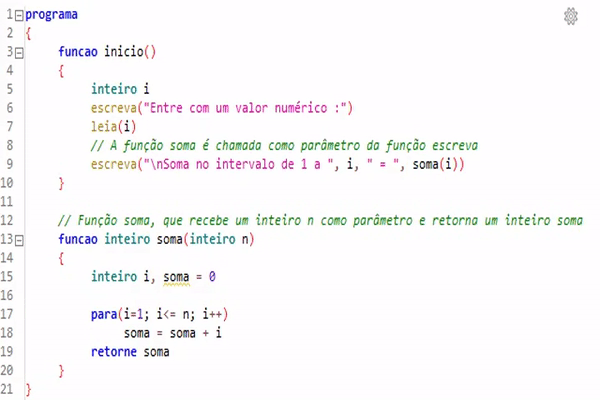 1 programa
2 {
3 funcao inicio()
4 {
5 inteiro i
6 escreva("Entre com um valor numérico :")
7 leia(i)
8 // A função soma é chamada como parâmetro da função escreva
9 escreva("\nSoma no intervalo de 1 a ", i, " = ", soma(i))
10 }
11
12 // Função soma, que recebe um inteiro n como parâmetro e retorna um inteiro soma
13 funcao inteiro soma(inteiro n)
14 {
15 inteiro i, soma = 0
16
17 para(i=1; i<= n; i++)
18 soma = soma + i
19 retorne soma
20 }
21 }